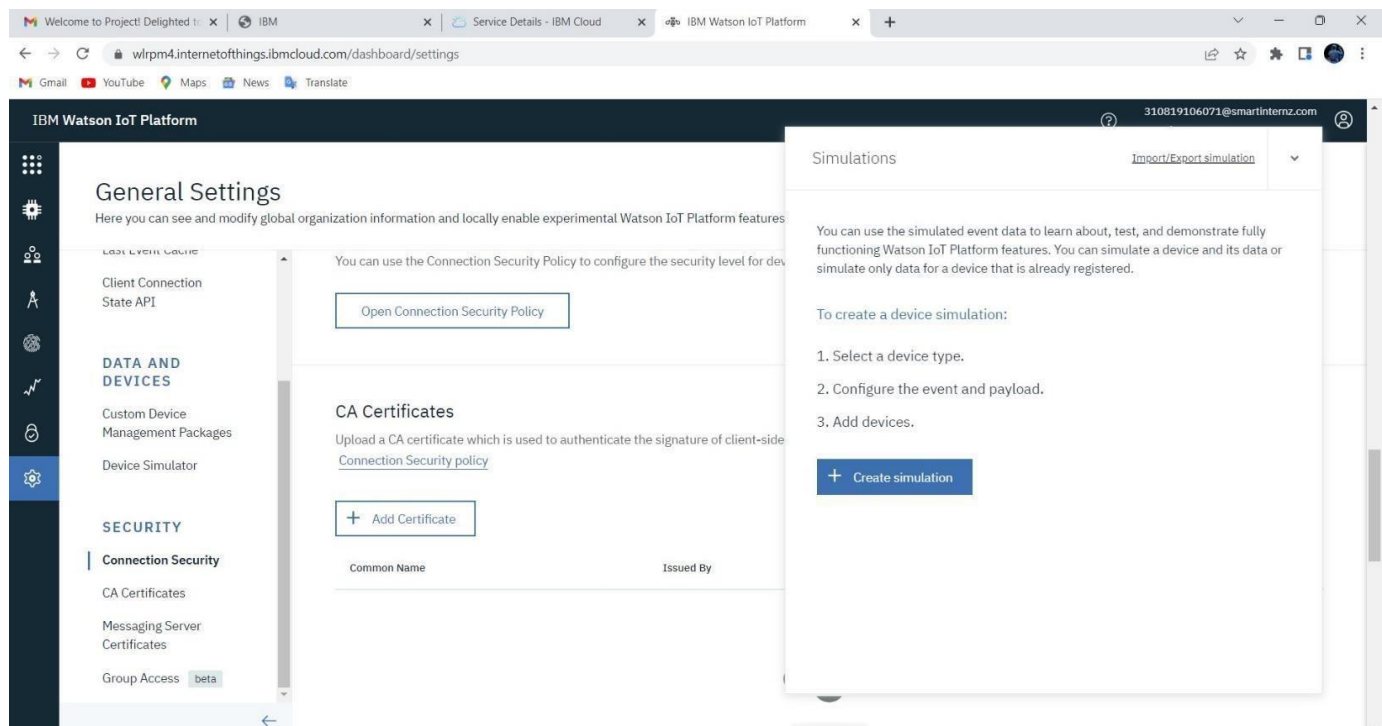 Welcome to Project! Delighted to
IBM
Service Details - IBM Cloud
IBM Watson IoT Platform
wlrpm4.internetofthings.ibmcloud.com/dashboard/settings
Gmail
YouTube
Maps
News
Translate
IBM Watson IoT Platform
310819106071@smartinternz.com
General Settings
Here you can see and modify global organization information and locally enable experimental Watson IoT Platform features
Last Event Cache
Client Connection
State API
DATA AND
DEVICES
Custom Device
Management Packages
Device Simulator
SECURITY
Connection Security
CA Certificates
Messaging Server
Certificates
Group Access beta
You can use the Connection Security Policy to configure the security level for dev
Open Connection Security Policy
CA Certificates
Upload a CA certificate which is used to authenticate the signature of client-side
Connection Security policy
+ Add Certificate
Common Name
Issued By
Simulations
Import/Export simulation
You can use the simulated event data to learn about, test, and demonstrate fully
functioning Watson IoT Platform features. You can simulate a device and its data or
simulate only data for a device that is already registered.
To create a device simulation:
1. Select a device type.
2. Configure the event and payload.
3. Add devices.
+ Create simulation